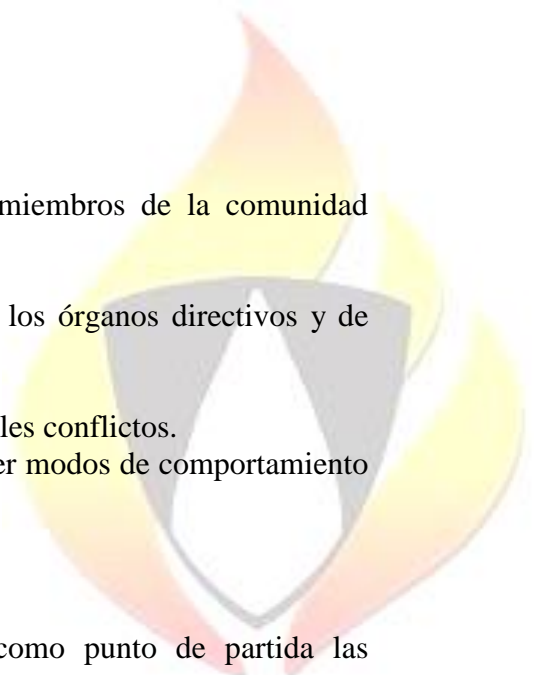 miembros de la comunidad
los órganos directivos y de
les conflictos.
er modos de comportamiento
como punto de partida las